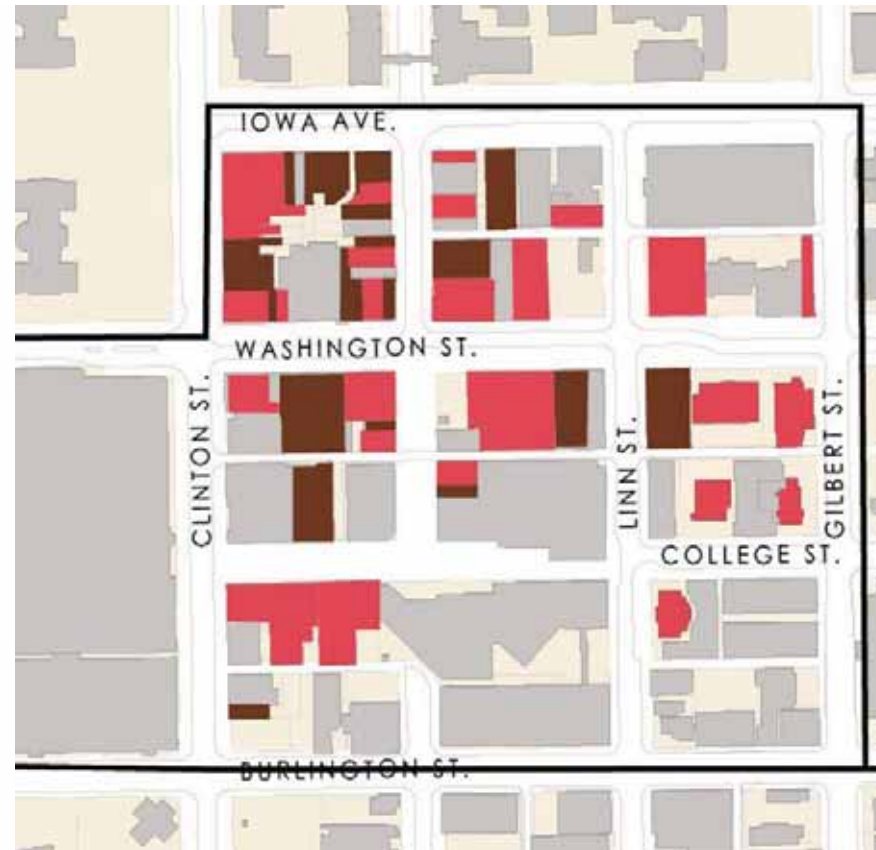 IOWA AVE.
WASHINGTON ST.
CLINTON ST.
LINN ST.
GILBERT ST.
COLLEGE ST.
BURLINGTON ST.